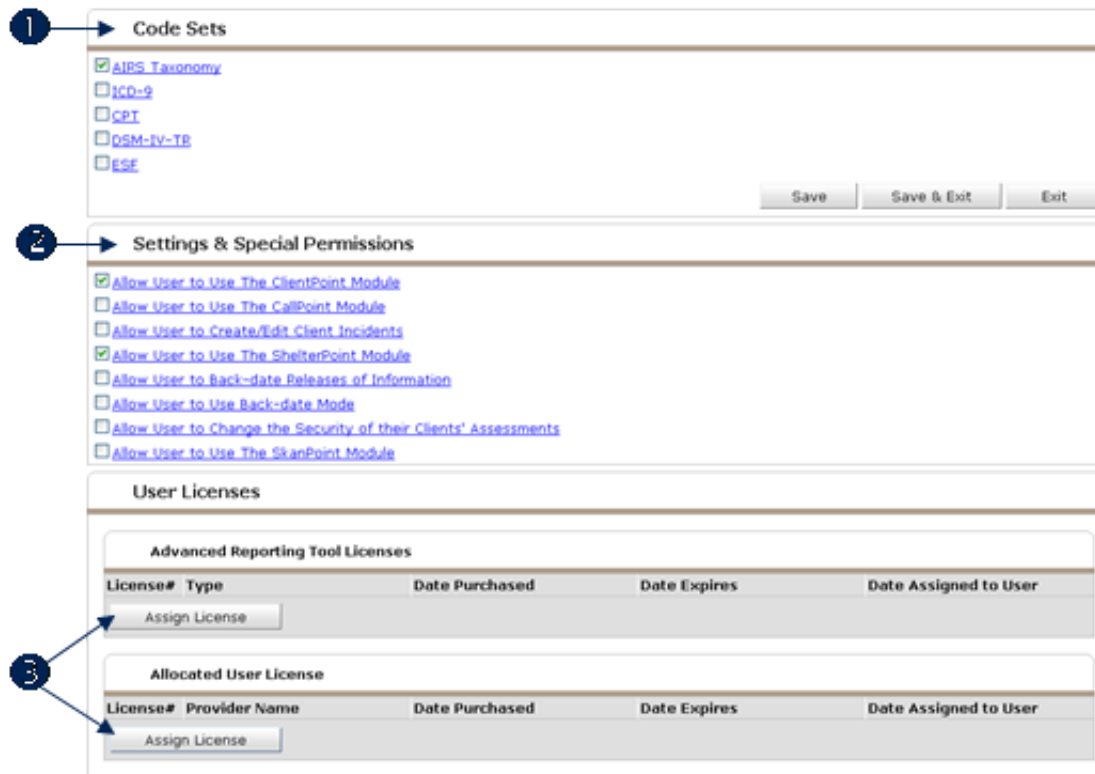 1 Code Sets
AIRS Taxonomy
ICD-9
CPT
DSM-IV-TR
ESF
Save Save & Exit Exit
2 Settings & Special Permissions
Allow User to Use The ClientPoint Module
Allow User to Use The CallPoint Module
Allow User to Create/Edit Client Incidents
Allow User to Use The ShelterPoint Module
Allow User to Back-date Releases of Information
Allow User to Use Back-date Mode
Allow User to Change the Security of their Clients' Assessments
Allow User to Use The SkanPoint Module
User Licenses
Advanced Reporting Tool Licenses
License# Type Date Purchased Date Expires Date Assigned to User
Assign License
3
Allocated User License
License# Provider Name Date Purchased Date Expires Date Assigned to User
Assign License